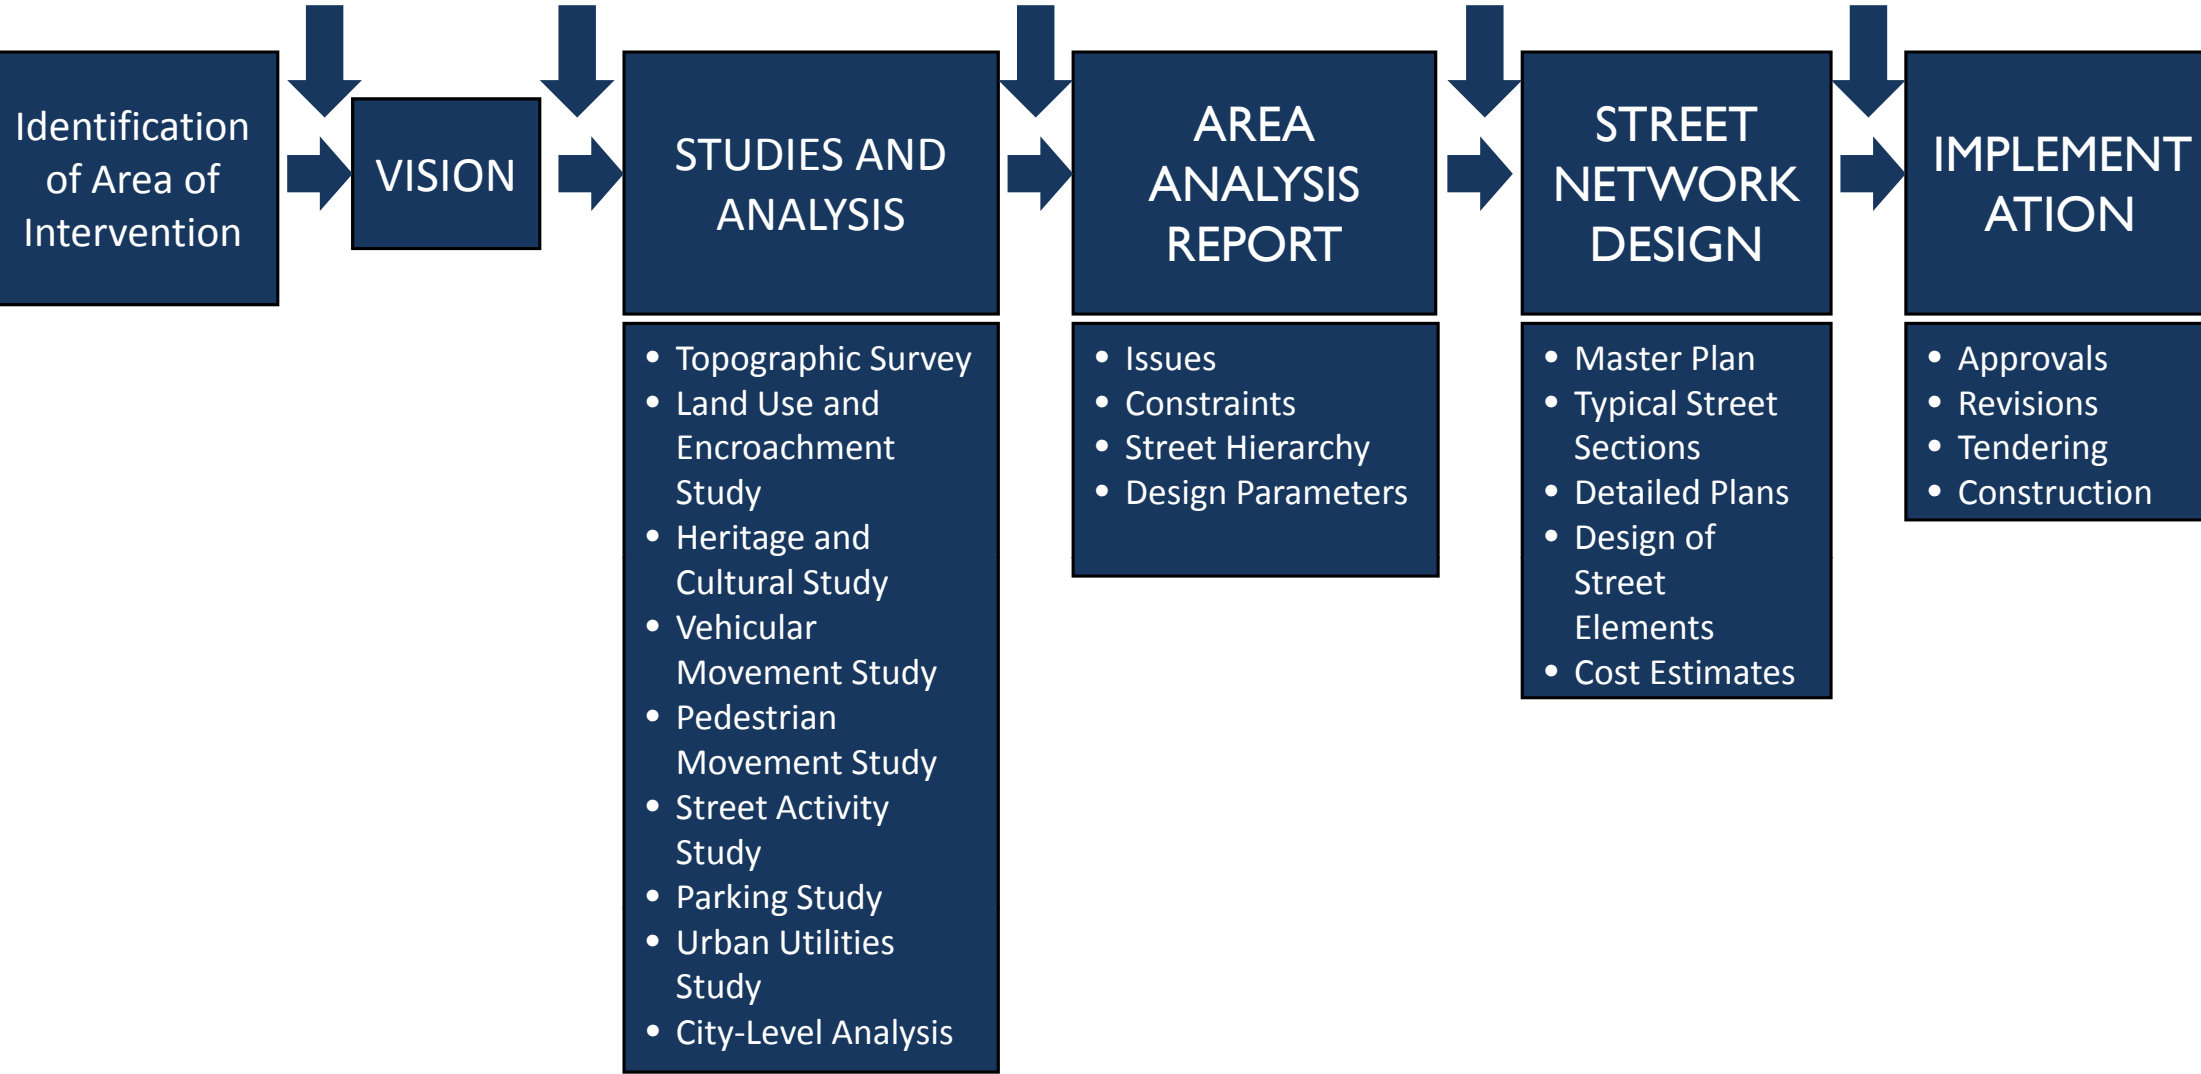 Identification
of Area of
Intervention
VISION
STUDIES AND
ANALYSIS
AREA
ANALYSIS
REPORT
STREET
NETWORK
DESIGN
IMPLEMENT
ATION
• Topographic Survey
• Land Use and
Encroachment
Study
• Heritage and
Cultural Study
• Vehicular
Movement Study
• Pedestrian
Movement Study
• Street Activity
Study
• Parking Study
• Urban Utilities
Study
• City-Level Analysis
• Issues
• Constraints
• Street Hierarchy
• Design Parameters
• Master Plan
• Typical Street
Sections
• Detailed Plans
• Design of
Street
Elements
• Cost Estimates
• Approvals
• Revisions
• Tendering
• Construction